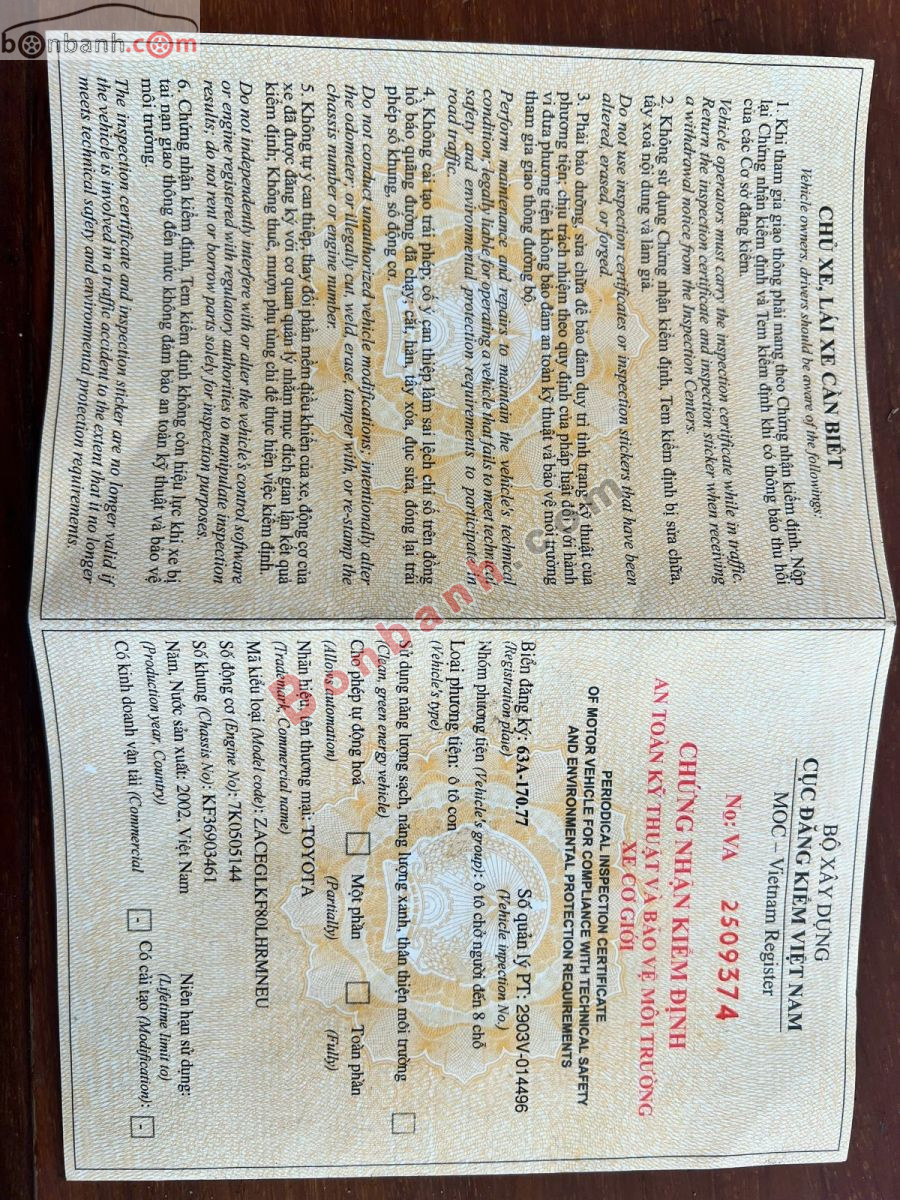 bonbanh.com
CHỦ XE, LÁI XE CẦN BIẾT
Vehicle owners, drivers should be aware of the followings:
1. Khi tham gia giao thông phải mang theo Chứng nhận kiểm định. Nộp
lại Chứng nhận kiểm định và Tem kiểm định khi có thông báo thu hồi
của các Cơ sở đăng kiểm.
Vehicle operators must carry the inspection certificate while in traffic.
Return the inspection certificate and inspection sticker when receiving
a withdrawal notice from the Inspection Centers.
2. Không sử dụng Chứng nhận kiểm định, Tem kiểm định bị sửa chữa,
tẩy xoá nội dung và làm giả.
Do not use inspection certificates or inspection stickers that have been
altered, erased, or forged.
3. Phải bảo dưỡng, sửa chữa để bảo đảm duy trì tình trạng kỹ thuật của
phương tiện, chịu trách nhiệm theo quy định của pháp luật đối với hành
vi đưa phương tiện không bảo đảm an toàn kỹ thuật và bảo vệ môi trường
tham gia giao thông đường bộ.
Perform maintenance and repairs to maintain the vehicle's technical
condition; legally liable for operating a vehicle that fails to meet technical
safety and environmental protection requirements to participate in
road traffic.
4. Không cải tạo trái phép; cố ý can thiệp làm sai lệch chỉ số trên đồng
hồ báo quãng đường đã chạy; cắt, hàn, tẩy xóa, đục sửa, đóng lại trái
phép số khung, số động cơ.
Do not conduct unauthorized vehicle modifications; intentionally alter
the odometer; or illegally cut, weld, erase, tamper with, or re-stamp the
chassis number or engine number.
5. Không tự ý can thiệp, thay đổi phần mềm điều khiển của xe, động cơ của
xe đã được đăng ký với cơ quan quản lý nhằm mục đích gian lận kết quả
kiểm định; Không thuê, mượn phụ tùng chỉ để thực hiện việc kiểm định.
Do not independently interfere with or alter the vehicle's control software
or engine registered with regulatory authorities to manipulate inspection
results; do not rent or borrow parts solely for inspection purposes.
6. Chứng nhận kiểm định, Tem kiểm định không còn hiệu lực khi xe bị
tai nạn giao thông đến mức không đảm bảo an toàn kỹ thuật và bảo vệ
môi trường.
The inspection certificate and inspection sticker are no longer valid if
the vehicle is involved in a traffic accident to the extent that it no longer
meets technical safety and environmental protection requirements.
BỘ XÂY DỰNG
CỤC ĐĂNG KIỂM VIỆT NAM
MOC – Vietnam Register
No: VA 2509374
CHỨNG NHẬN KIỂM ĐỊNH
AN TOÀN KỸ THUẬT VÀ BẢO VỆ MÔI TRƯỜNG
XE CƠ GIỚI
PERIODICAL INSPECTION CERTIFICATE
OF MOTOR VEHICLE FOR COMPLIANCE WITH TECHNICAL SAFETY
AND ENVIRONMENTAL PROTECTION REQUIREMENTS
Biển đăng ký: 63A-170.77 Số quản lý PT: 2903V-014496
(Registration plate) (Vehicle inpection No.)
Nhóm phương tiện (Vehicle's group): ô tô chở người đến 8 chỗ
Loại phương tiện: ô tô con
(Vehicle's type)
Sử dụng năng lượng sạch, năng lượng xanh, thân thiện môi trường
(Clean, green energy vehicle)
Cho phép tự động hoá Một phần Toàn phần
(Allows automation) (Partially) (Fully)
Nhãn hiệu, Tên thương mại: TOYOTA
(Trademark, Commercial name)
Mã kiểu loại (Model code): ZACEGLKF80LHRMNEU
Số động cơ (Engine No): 7K0505144
Số khung (Chassis No): KF36903461
Năm, Nước sản xuất: 2002, Việt Nam Niên hạn sử dụng:
(Production year, Country) (Lifetime limit to)
Có kinh doanh vận tải (Commercial - Có cải tạo (Modification): -
Bonbanh.com